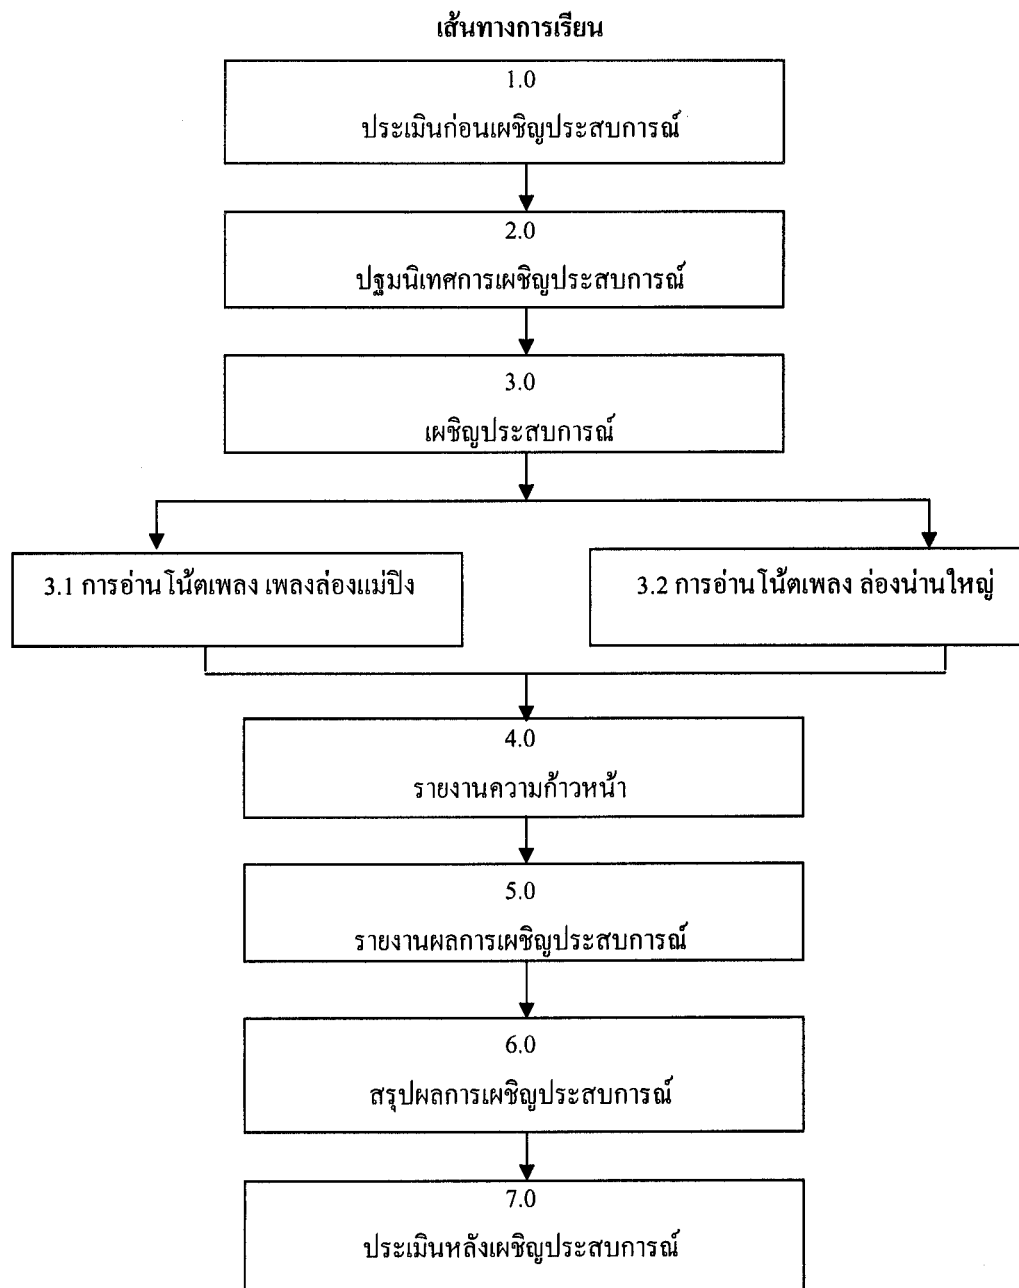 เส้นทางการเรียน
1.0
ประเมินก่อนเผชิญประสบการณ์
2.0
ปฐมนิเทศการเผชิญประสบการณ์
3.0
เผชิญประสบการณ์
3.1 การอ่านโน้ตเพลง เพลงล่องแม่ปิง
3.2 การอ่านโน้ตเพลง ล่องน่านใหญ่
4.0
รายงานความก้าวหน้า
5.0
รายงานผลการเผชิญประสบการณ์
6.0
สรุปผลการเผชิญประสบการณ์
7.0
ประเมินหลังเผชิญประสบการณ์